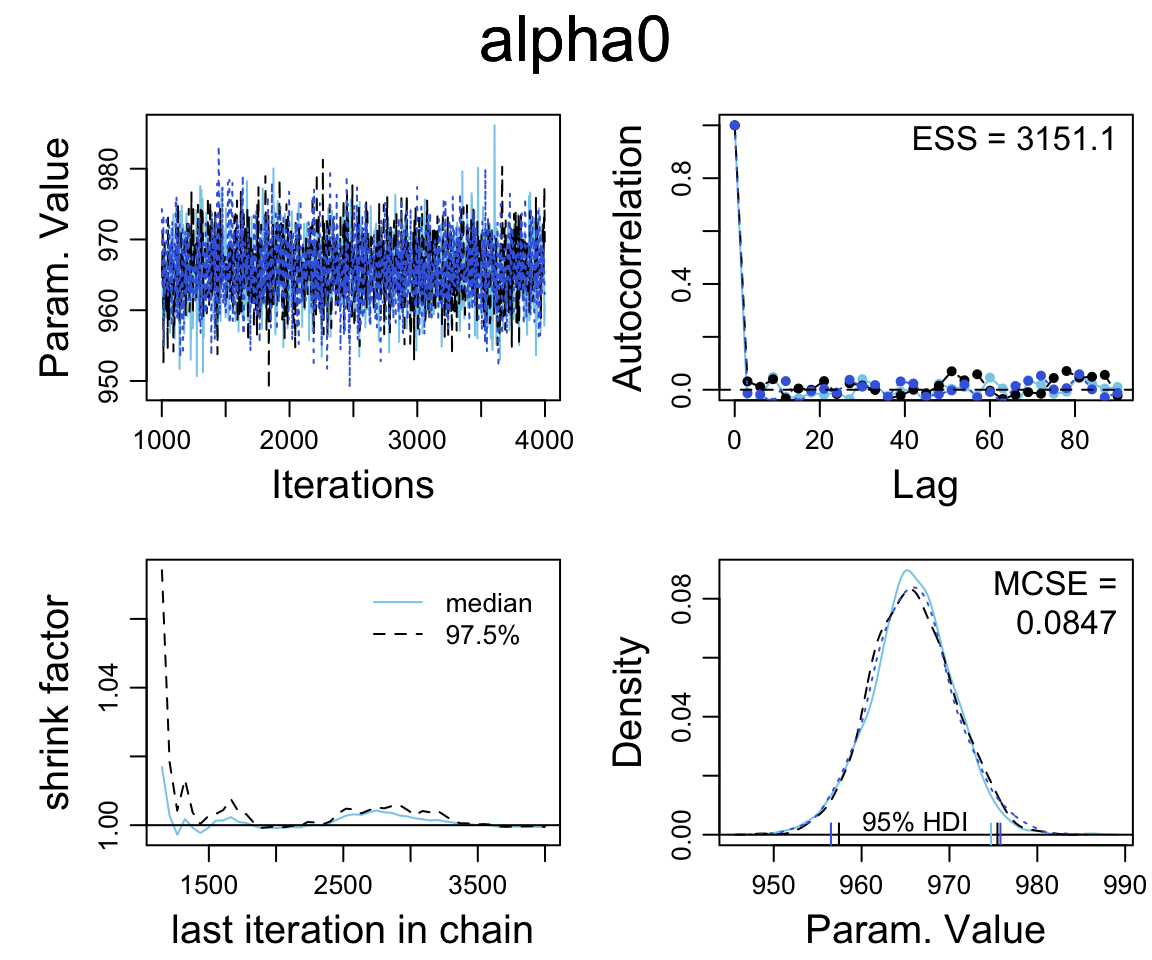 alpha0
Param. Value
980
970
960
950
1000 2000 3000 4000
Iterations
Autocorrelation
ESS = 3151.1
0.8
0.4
0.0
0 20 40 60 80
Lag
shrink factor
median
97.5%
1.04
1.00
1500 2500 3500
last iteration in chain
Density
MCSE =
0.0847
0.08
0.04
0.00
95% HDI
950 960 970 980 990
Param. Value